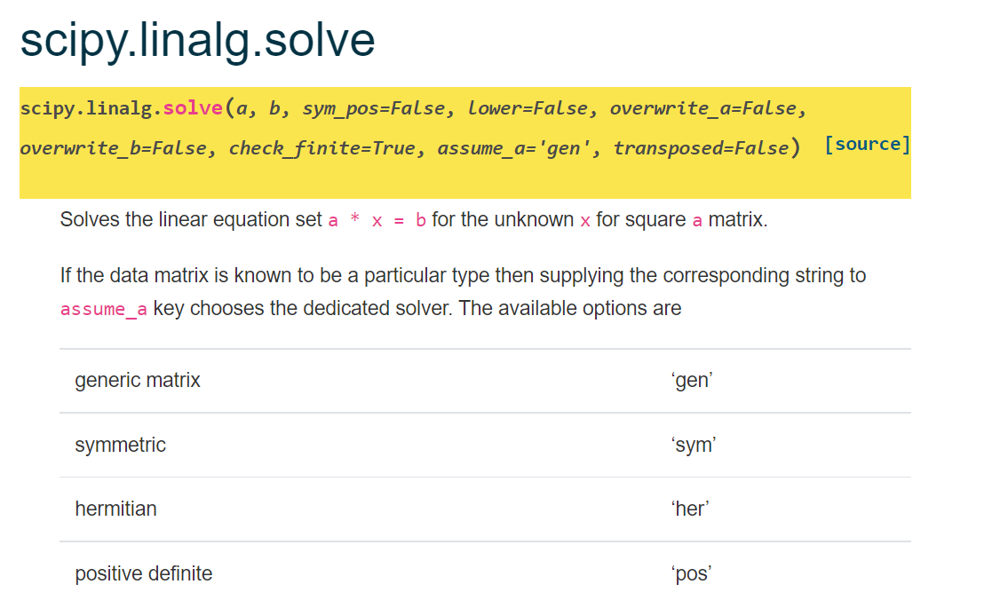 scipy.linalg.solve
scipy.linalg.solve(a, b, sym_pos=False, lower=False, overwrite_a=False,
overwrite_b=False, check_finite=True, assume_a='gen', transposed=False) [source]
Solves the linear equation set a * x = b for the unknown x for square a matrix.
If the data matrix is known to be a particular type then supplying the corresponding string to
assume_a key chooses the dedicated solver. The available options are
generic matrix ‘gen’
symmetric ‘sym’
hermitian ‘her’
positive definite ‘pos’